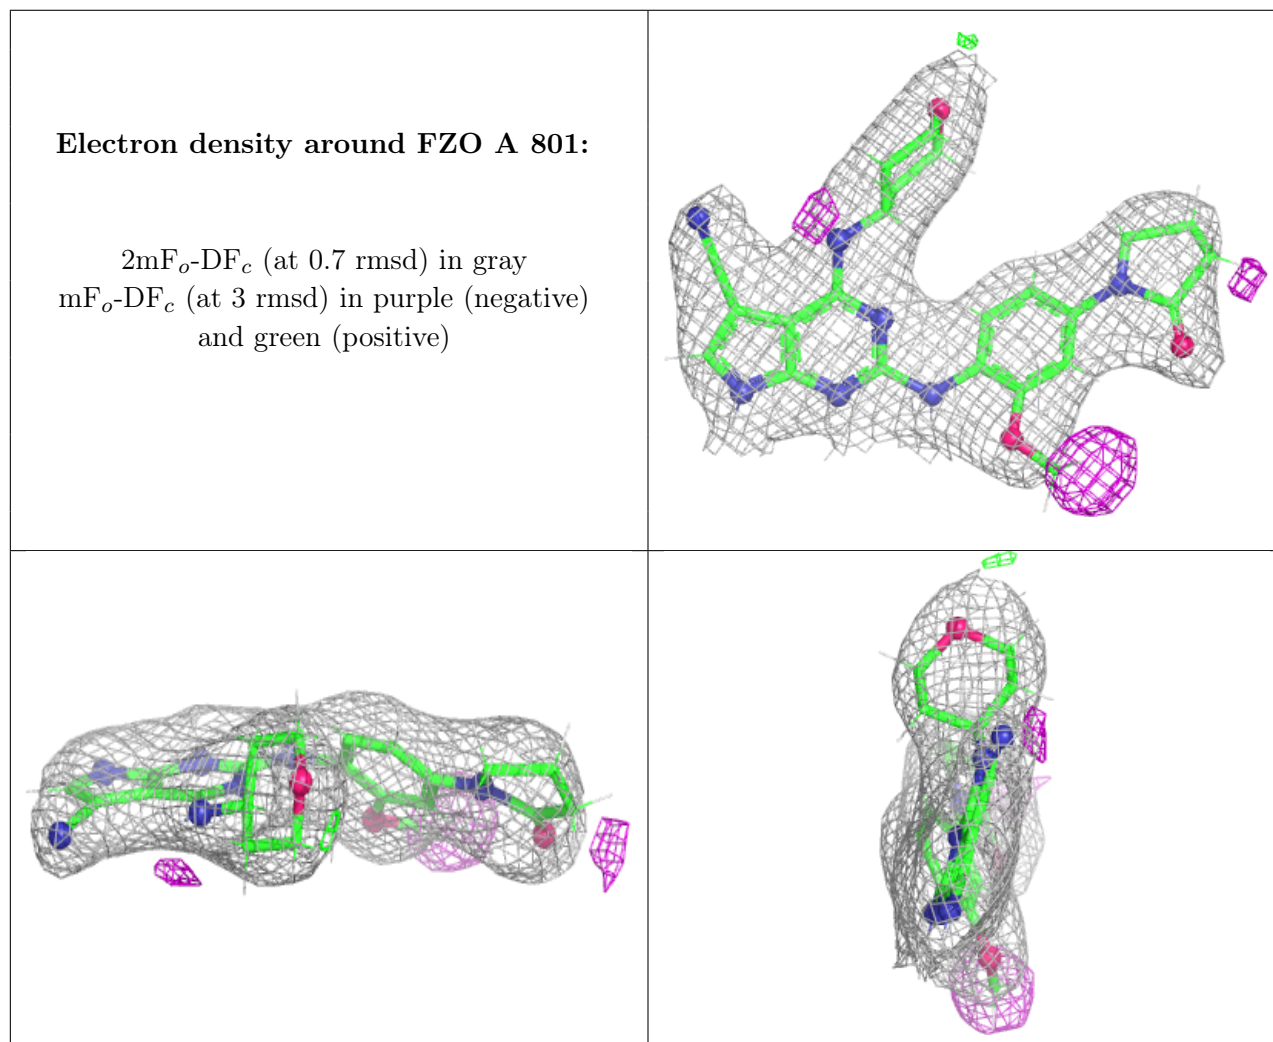 Electron density around FZO A 801:
2mFₒ-DF𝒸 (at 0.7 rmsd) in gray
mFₒ-DF𝒸 (at 3 rmsd) in purple (negative)
and green (positive)